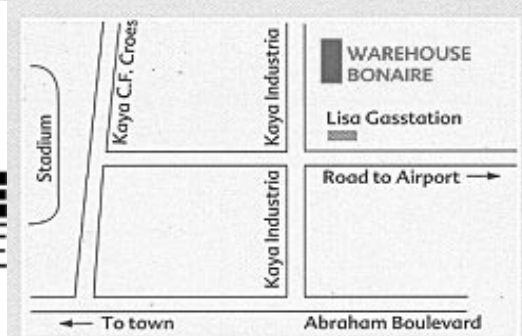 Stadium
Kaya C.F. Croes
Kaya Industria
WAREHOUSE
BONAIRE
Lisa Gasstation
Road to Airport
Kaya Industria
To town
Abraham Boulevard